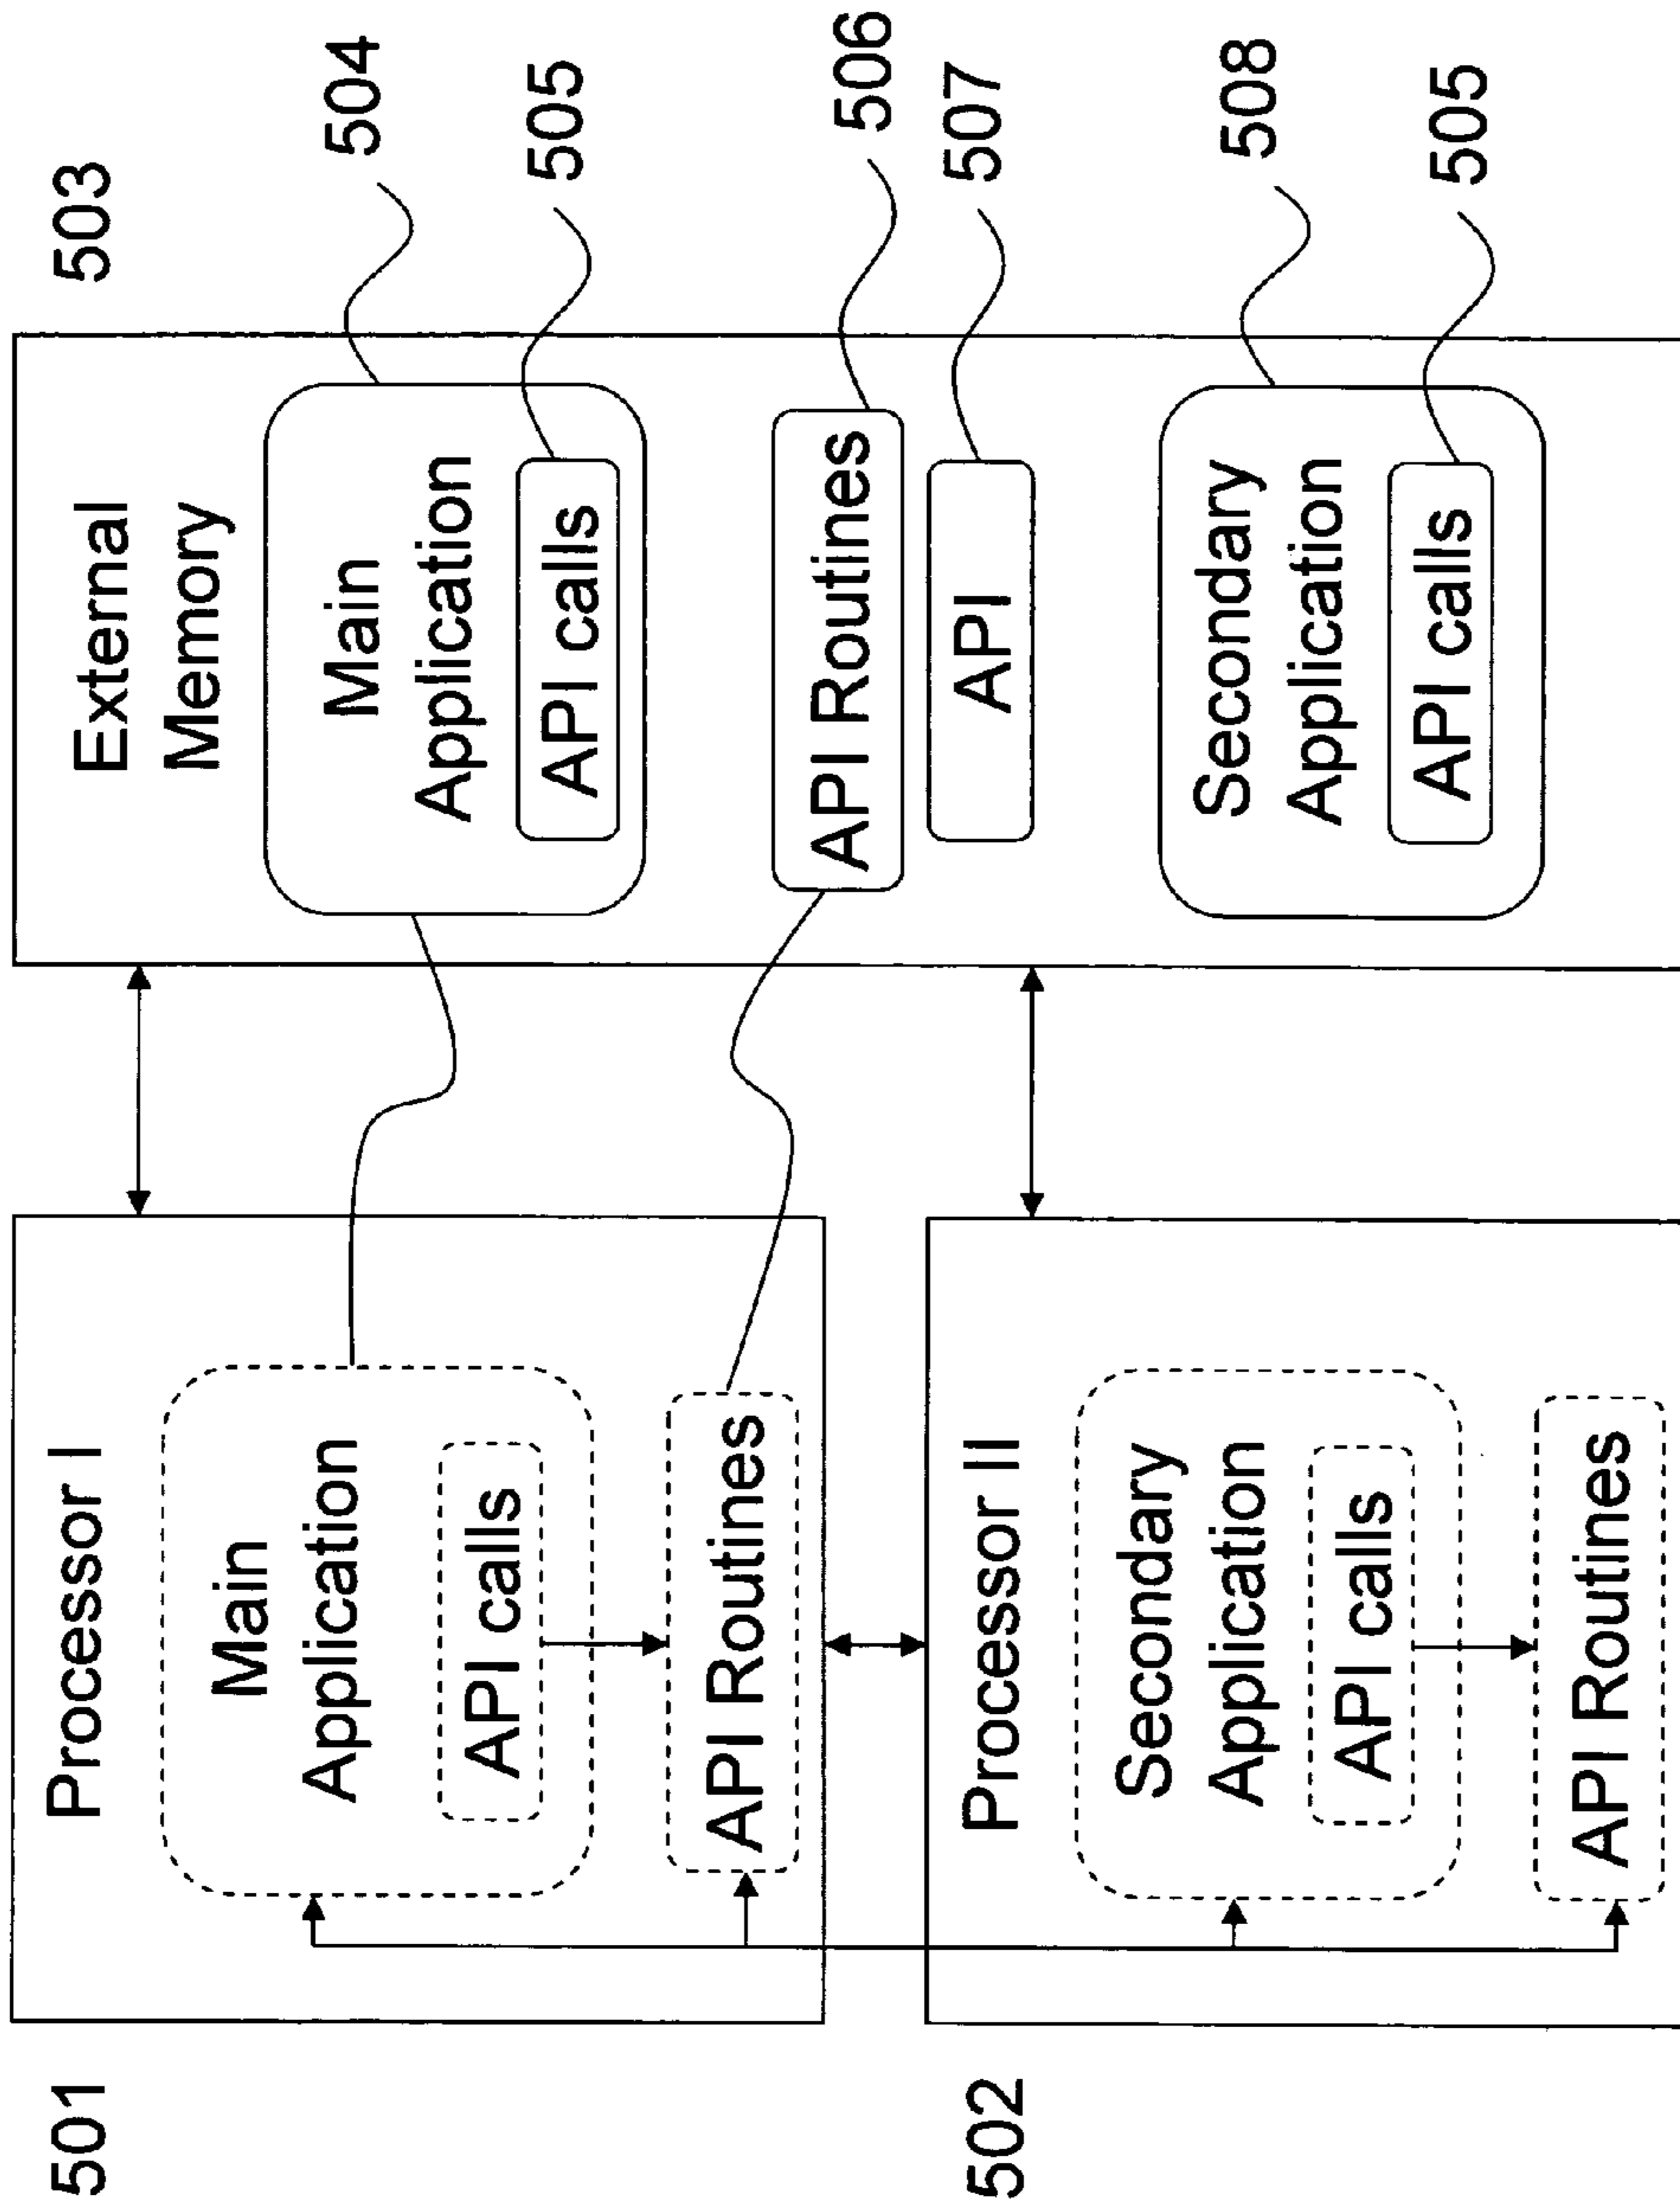 501
Processor I
Main
Application
API calls
API Routines
502
Processor II
Secondary
Application
API calls
API Routines
External
Memory
503
Main
Application
504
API calls
505
API Routines
506
API
507
Secondary
Application
508
API calls
505